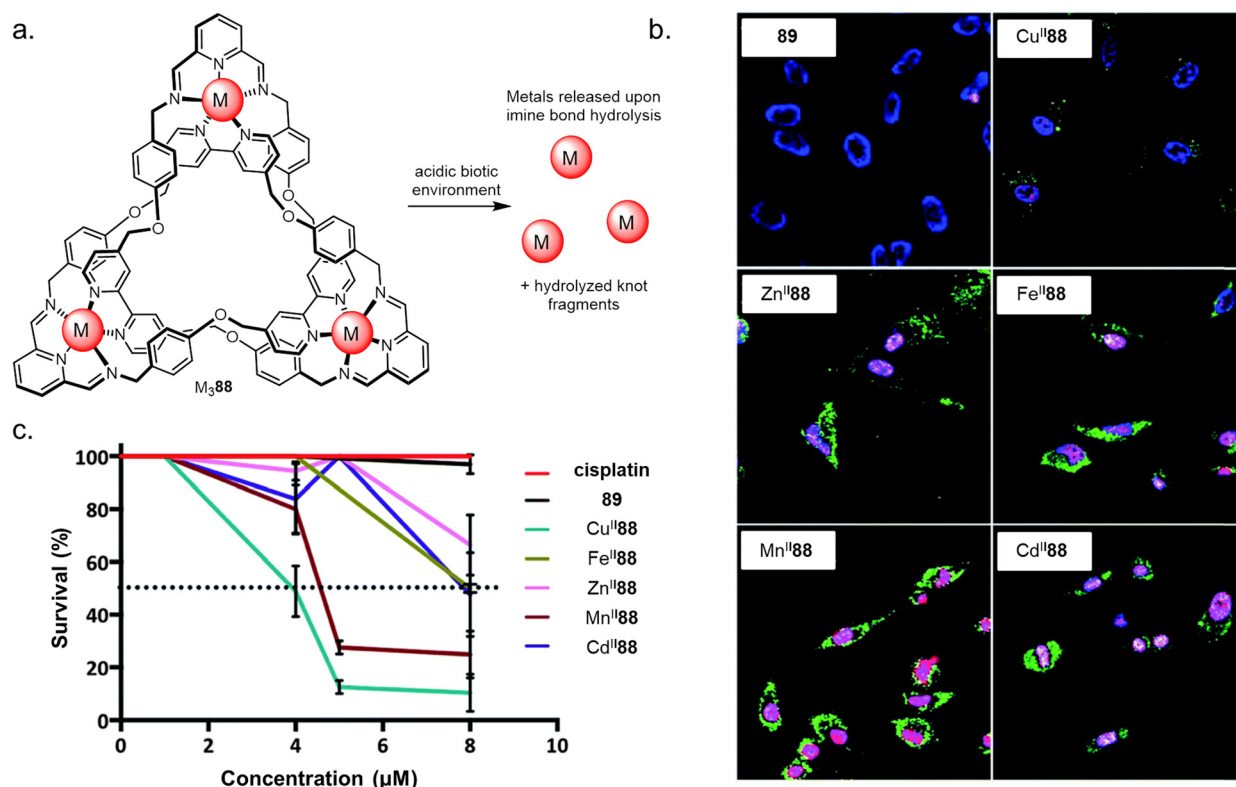 a.
N
N
N
M
N
N
O
O
O
O
O
O
N
N
N
N
N
M
N
N
N
N
N
M
M₃88
acidic biotic
environment
Metals released upon
imine bond hydrolysis
M
M
M
+ hydrolyzed knot
fragments
b.
89
Cuᴵᴵ88
Znᴵᴵ88
Feᴵᴵ88
Mnᴵᴵ88
Cdᴵᴵ88
c.
Survival (%)
100
80
60
40
20
0
0
2
4
6
8
10
Concentration (µM)
cisplatin
89
Cuᴵᴵ88
Feᴵᴵ88
Znᴵᴵ88
Mnᴵᴵ88
Cdᴵᴵ88